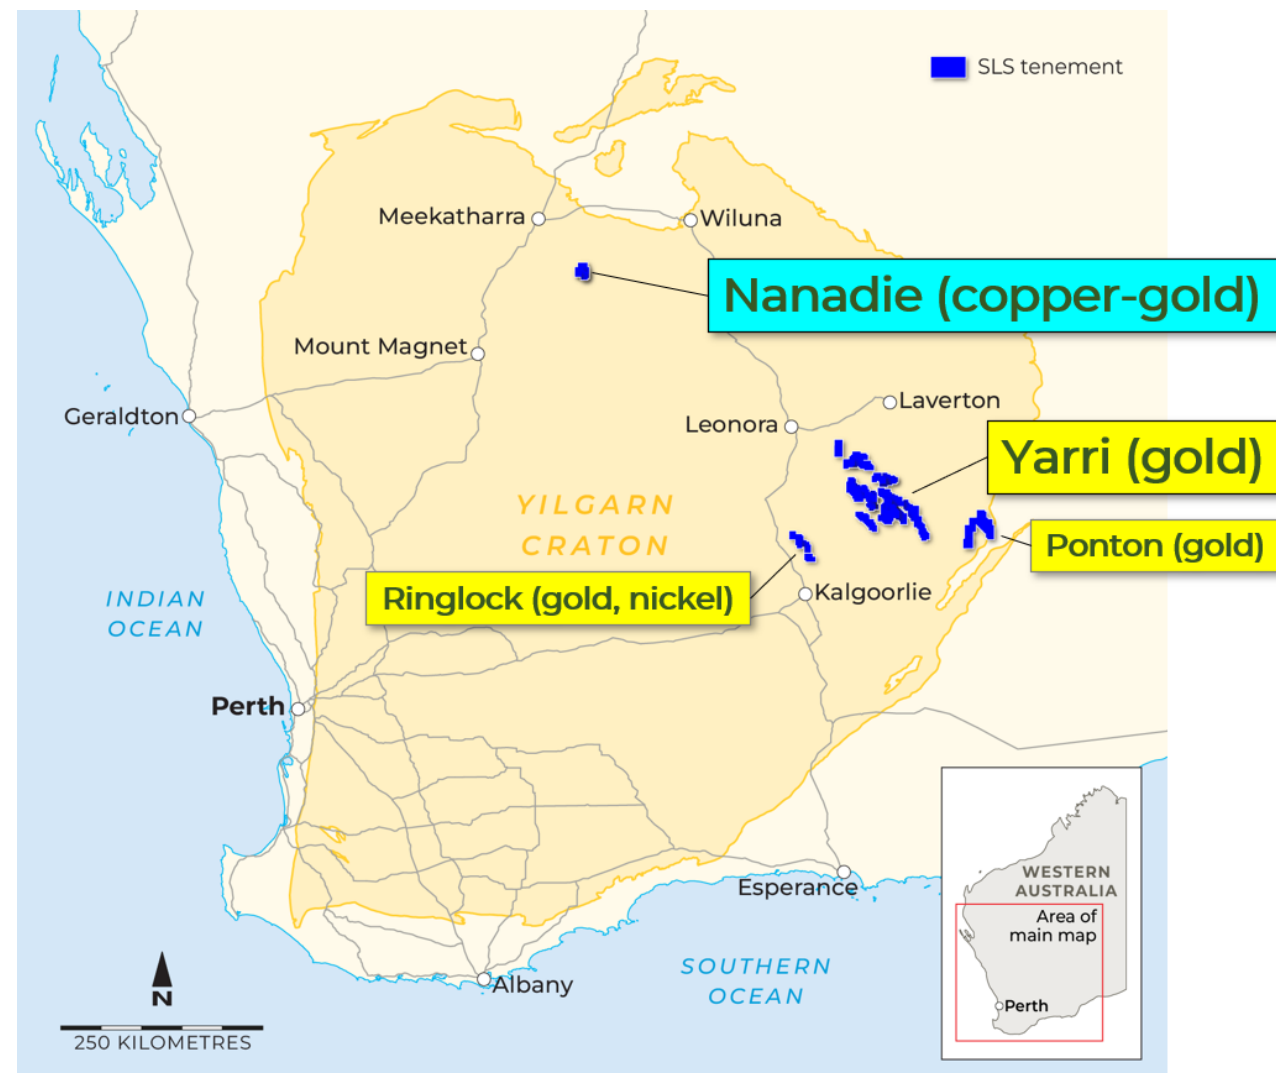 SLS tenement
Meekatharra
Wiluna
Nanadie (copper-gold)
Mount Magnet
Laverton
Geraldton
Leonora
Yarri (gold)
YILGARN
CRATON
Ponton (gold)
Ringlock (gold, nickel)
Kalgoorlie
INDIAN
OCEAN
Perth
WESTERN
AUSTRALIA
Esperance
Area of
main map
SOUTHERN
OCEAN
Albany
N
Perth
250 KILOMETRES